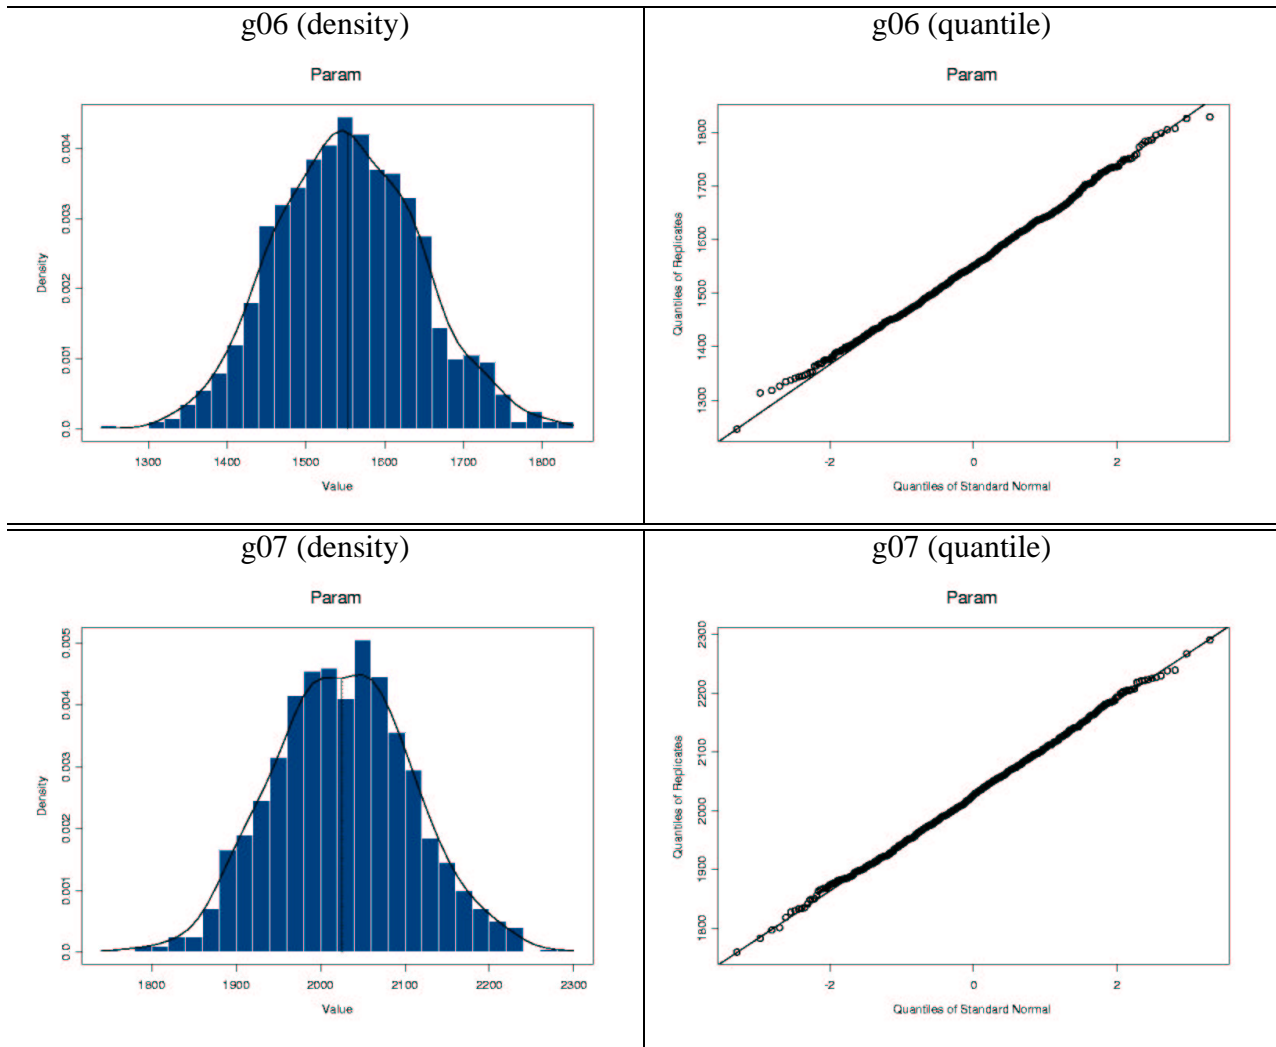 g06 (density)
g06 (quantile)
Param
Param
Density
0.0
0.001
0.002
0.003
0.004
1300
1400
1500
1600
1700
1800
Value
Quantiles of Replicates
1300
1400
1500
1600
1700
1800
-2
0
2
Quantiles of Standard Normal
g07 (density)
g07 (quantile)
Param
Param
Density
0.0
0.001
0.002
0.003
0.004
0.005
1800
1900
2000
2100
2200
2300
Value
Quantiles of Replicates
1800
1900
2000
2100
2200
2300
-2
0
2
Quantiles of Standard Normal